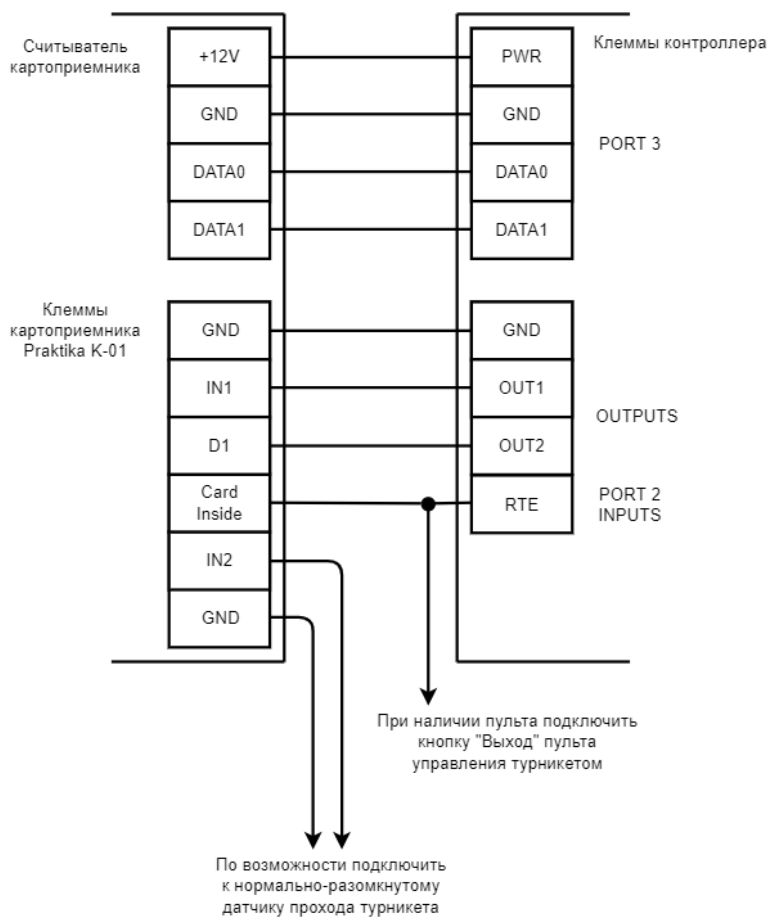 Считыватель
картоприемника
+12V
GND
DATA0
DATA1
PWR
GND
DATA0
DATA1
Клеммы контроллера
PORT 3
Клеммы
картоприемника
Praktika K-01
GND
IN1
D1
Card
Inside
IN2
GND
GND
OUT1
OUT2
RTE
OUTPUTS
PORT 2
INPUTS
При наличии пульта подключить
кнопку "Выход" пульта
управления турникетом
По возможности подключить
к нормально-разомкнутому
датчику прохода турникета